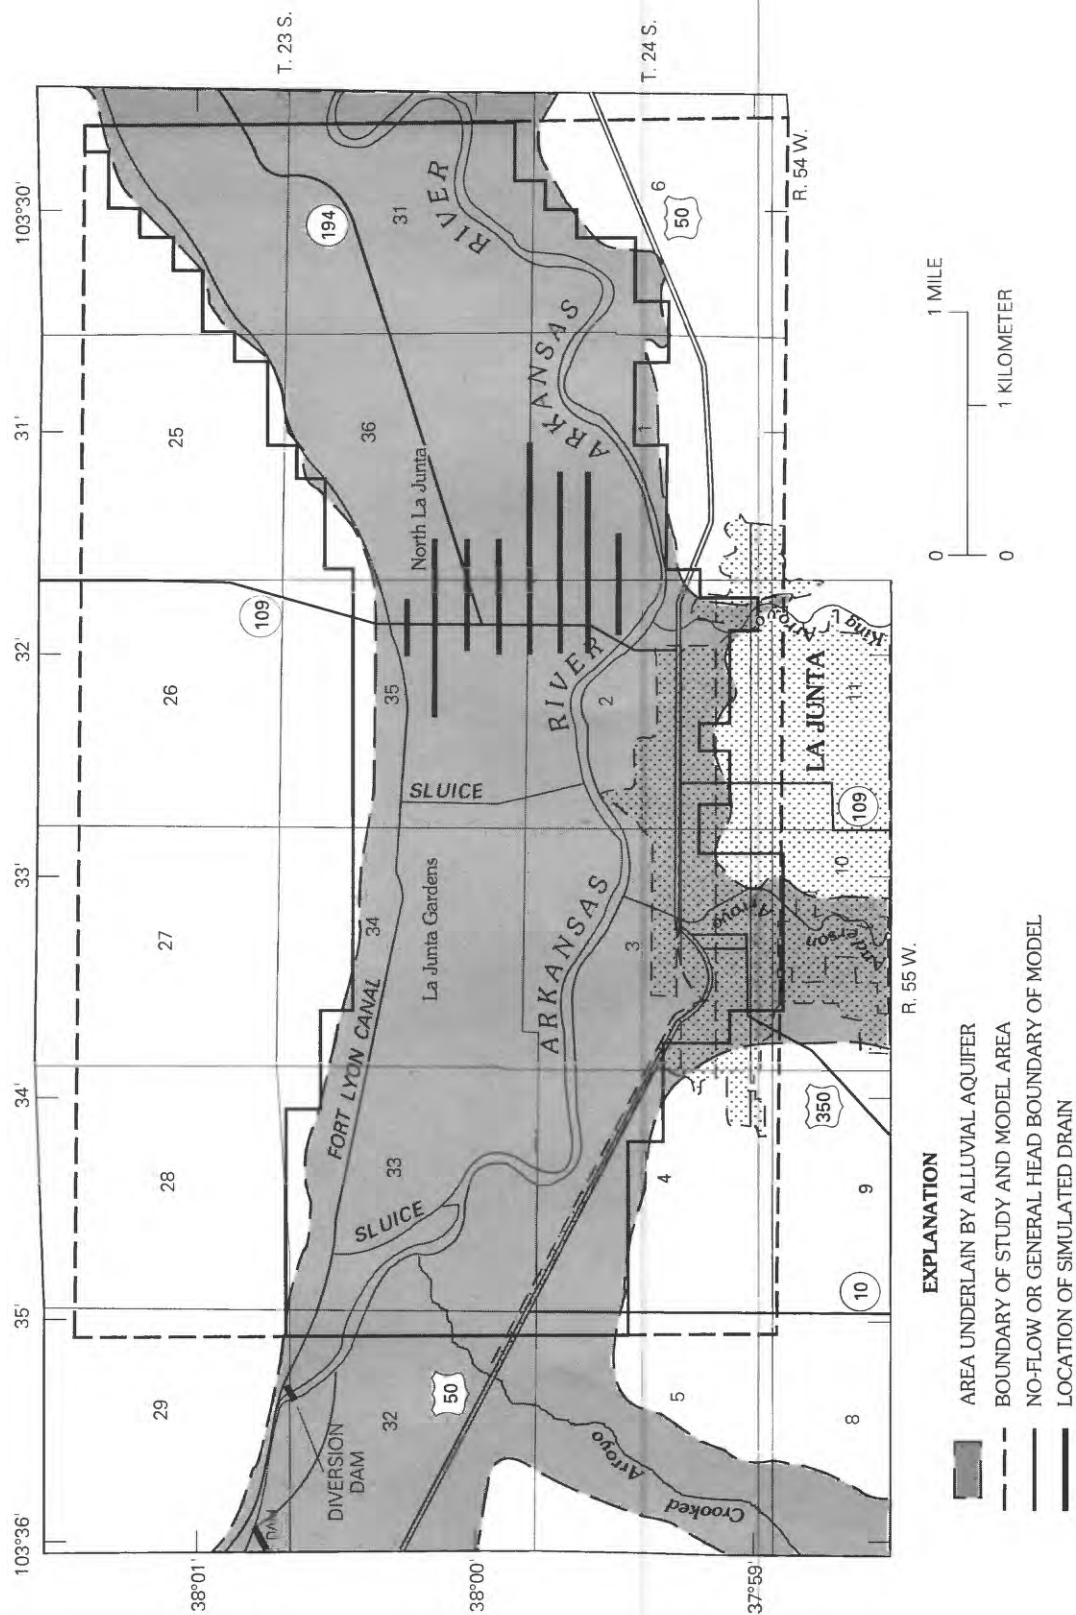 103°36'
35'
34'
33'
32'
31'
103°30'
38°01'
38°00'
37°59'
T. 23 S.
T. 24 S.
R. 55 W.
R. 54 W.
29
28
27
26
25
32
33
34
35
36
31
5
4
3
2
1
6
8
9
10
11
DAM
DIVERSION
DAM
SLUICE
FORT LYON CANAL
La Junta Gardens
SLUICE
North La Junta
109
194
ARKANSAS
RIVER
ARKANSAS
RIVER
50
50
Crooked
Arroyo
10
350
Anderson
Arroyo
109
LA JUNTA
King
Arroyo
0
1 MILE
0
1 KILOMETER
EXPLANATION
AREA UNDERLAIN BY ALLUVIAL AQUIFER
BOUNDARY OF STUDY AND MODEL AREA
NO-FLOW OR GENERAL HEAD BOUNDARY OF MODEL
LOCATION OF SIMULATED DRAIN